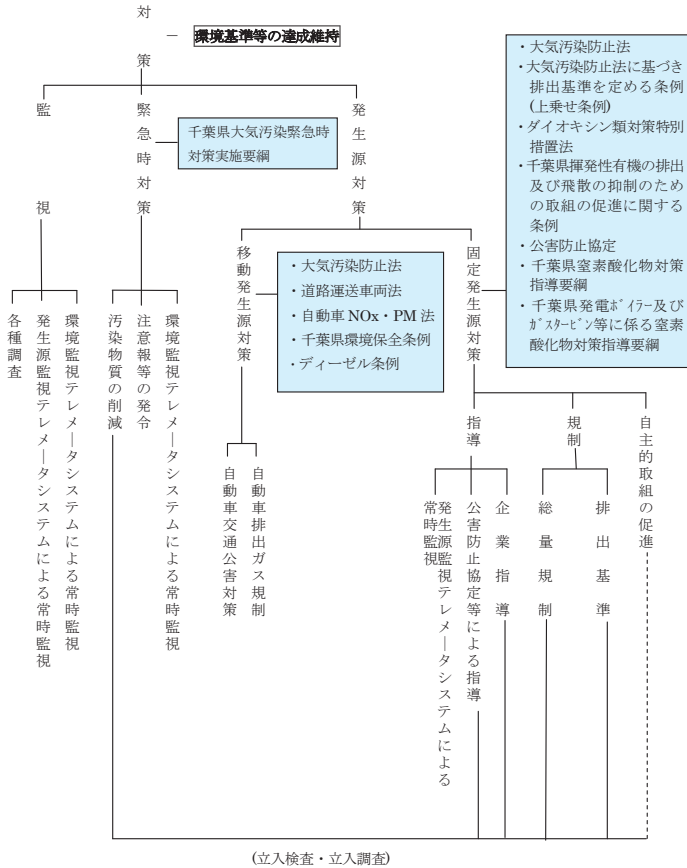 対策
環境基準等の達成維持
監視
緊急時対策
千葉県大気汚染緊急時
対策実施要綱
発生源対策
・大気汚染防止法
・大気汚染防止法に基づき
排出基準を定める条例
(上乗せ条例)
・ダイオキシン類対策特別
措置法
・千葉県揮発性有機の排出
及び飛散の抑制のため
の取組の促進に関する
条例
・公害防止協定
・千葉県窒素酸化物対策
指導要綱
・千葉県発電ﾎﾞｲﾗｰ及び
ｶﾞｽﾀｰﾋﾞﾝ等に係る窒素
酸化物対策指導要綱
移動発生源対策
・大気汚染防止法
・道路運送車両法
・自動車 NOx・PM 法
・千葉県環境保全条例
・ディーゼル条例
固定発生源対策
各種調査
発生源監視テレメータシステムによる常時監視
環境監視テレメータシステムによる常時監視
汚染物質の削減
注意報等の発令
環境監視テレメータシステムによる常時監視
自動車交通公害対策
自動車排出ガス規制
指導
規制
自主的取組の促進
発生源監視テレメータシステムによる
常時監視
公害防止協定等による指導
企業指導
総量規制
排出基準
(立入検査・立入調査)